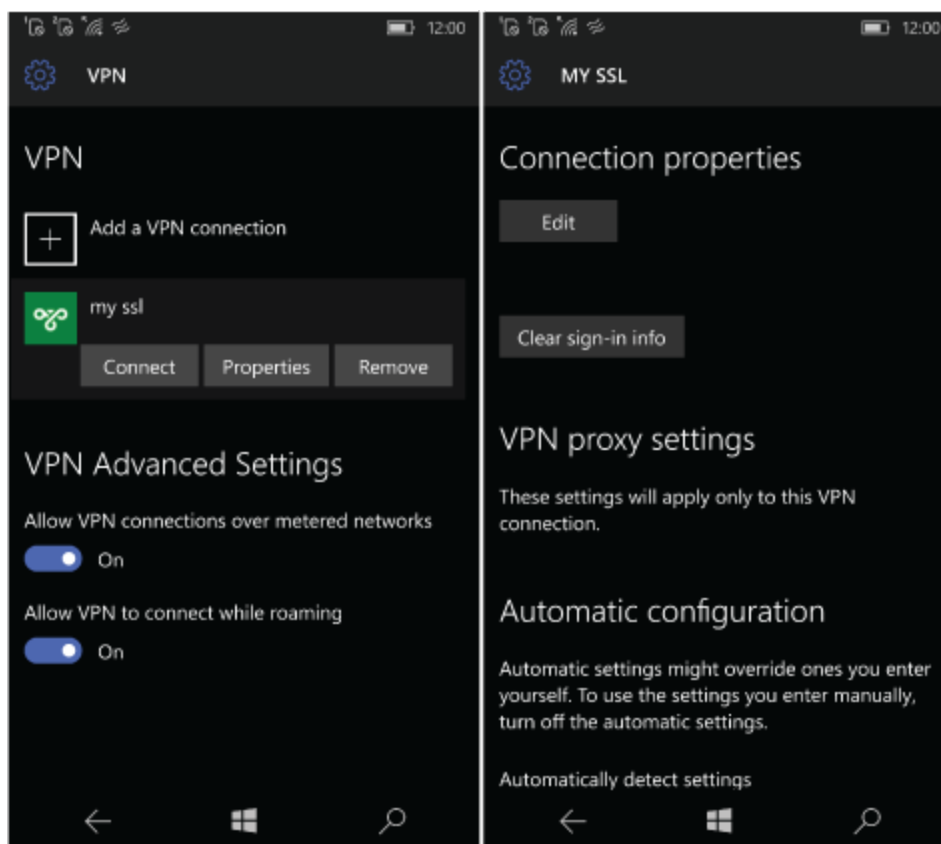 12:00
VPN
VPN
Add a VPN connection
my ssl
Connect Properties Remove
VPN Advanced Settings
Allow VPN connections over metered networks
On
Allow VPN to connect while roaming
On
12:00
MY SSL
Connection properties
Edit
Clear sign-in info
VPN proxy settings
These settings will apply only to this VPN
connection.
Automatic configuration
Automatic settings might override ones you enter
yourself. To use the settings you enter manually,
turn off the automatic settings.
Automatically detect settings